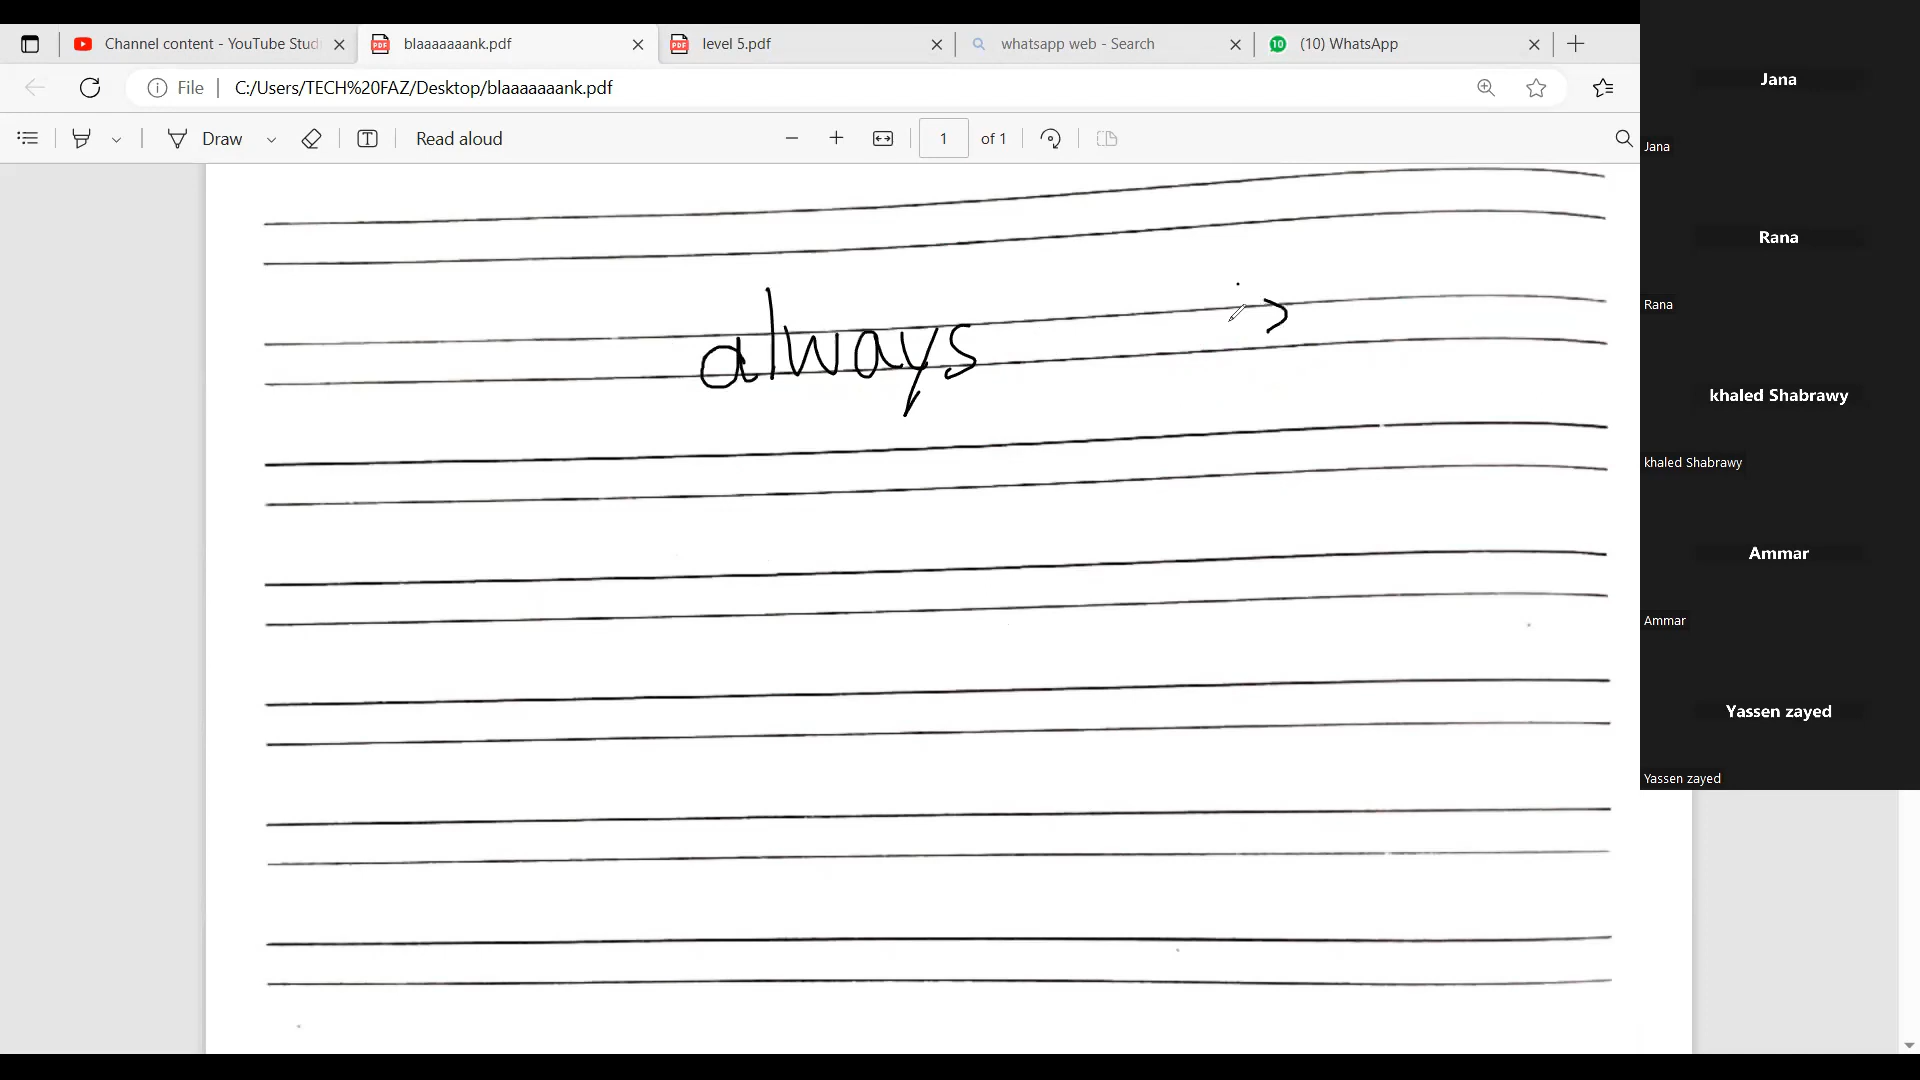 Channel content - YouTube Stud
blaaaaaaank.pdf
level 5.pdf
whatsapp web - Search
10
(10) WhatsApp
File
C:/Users/TECH%20FAZ/Desktop/blaaaaaaank.pdf
Draw
Read aloud
1
of 1
always
Jana
Jana
Rana
Rana
khaled Shabrawy
khaled Shabrawy
Ammar
Ammar
Yassen zayed
Yassen zayed